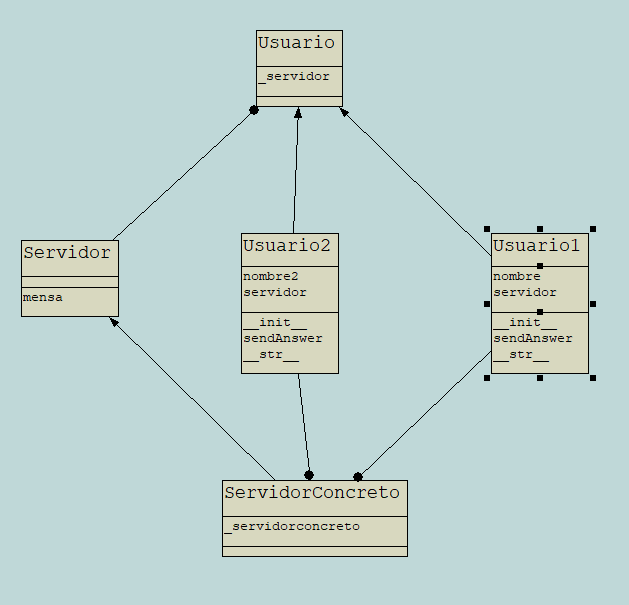 Usuario
_servidor
Servidor
mensa
Usuario2
nombre2
servidor
__init__
sendAnswer
__str__
Usuario1
nombre
servidor
__init__
sendAnswer
__str__
ServidorConcreto
_servidorconcreto